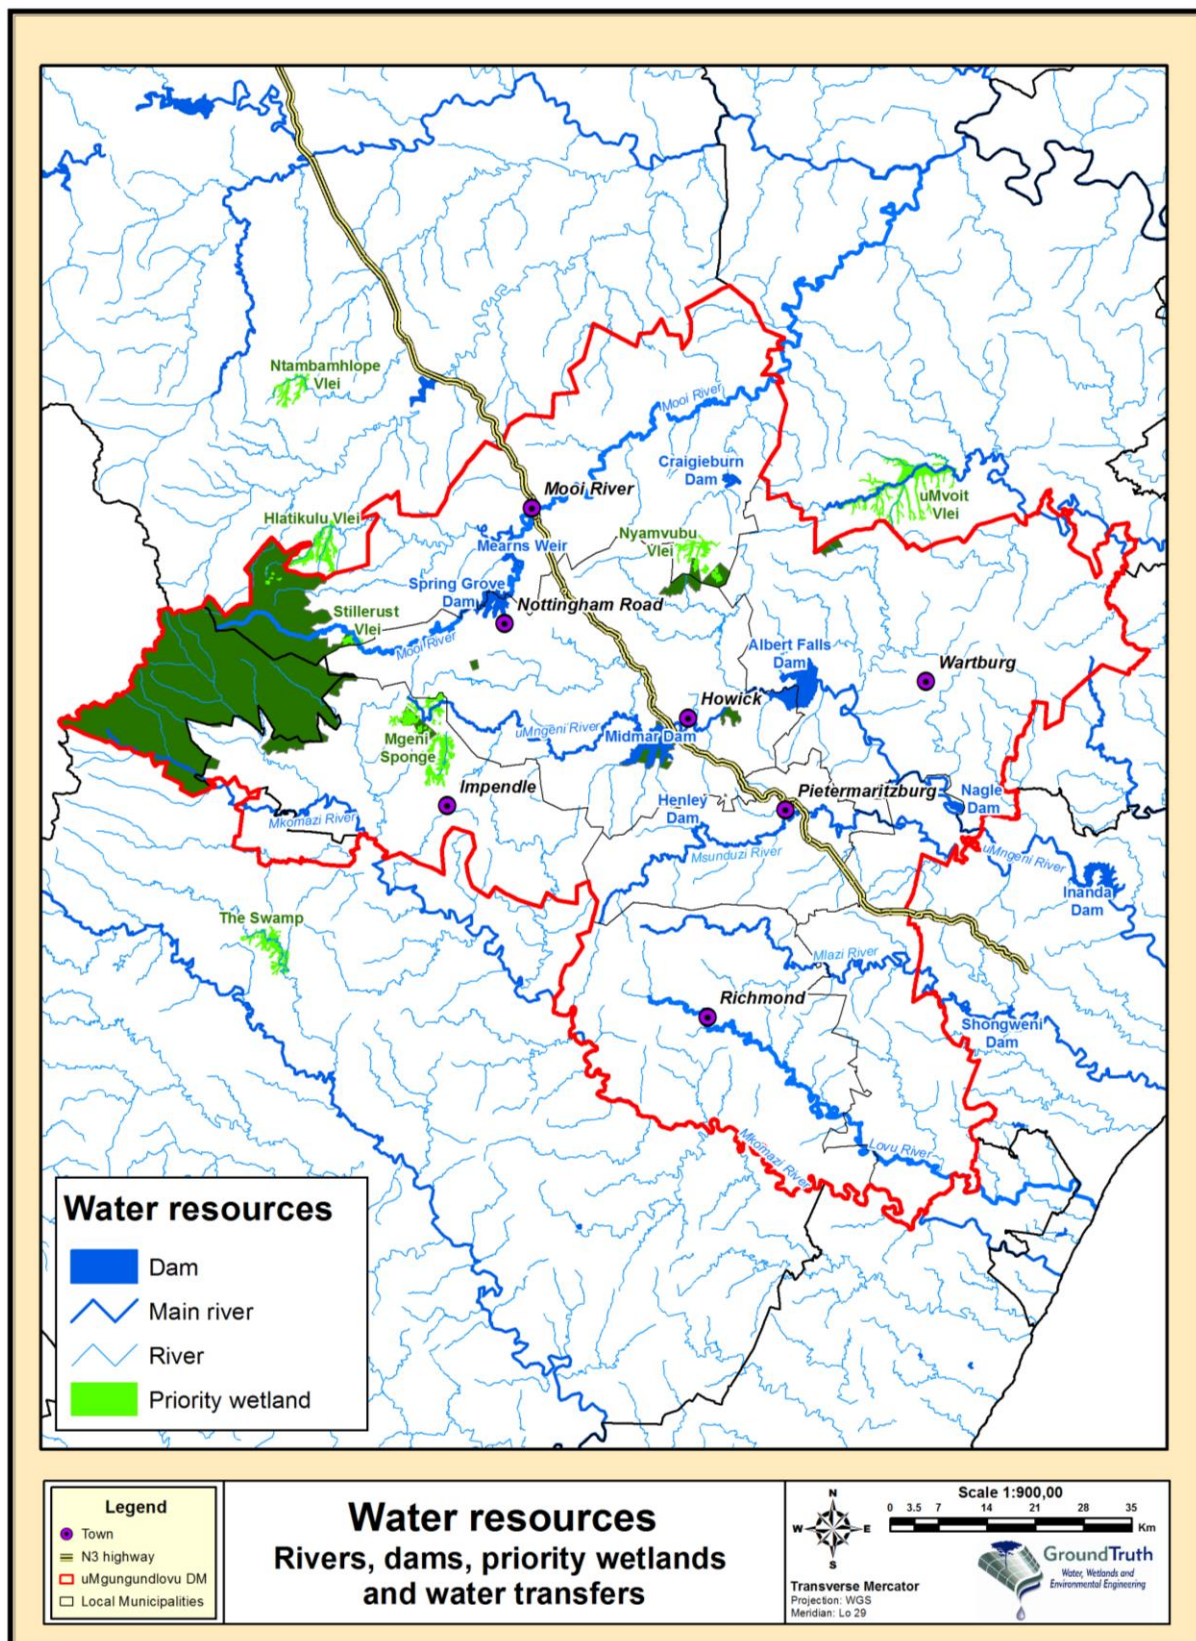 Ntambamhlope
Vlei
Mooi River
Craigieburn
Dam
uMvoit
Vlei
Mooi River
Hlatikulu Vlei
Nyamvubu
Vlei
Mearns Weir
Spring Grove
Dam
Nottingham Road
Stillerust
Vlei
Mooi River
Albert Falls
Dam
Wartburg
Howick
uMngeni River
Midmar Dam
Mgeni
Sponge
Impendle
Henley
Dam
Pietermaritzburg
Nagle
Dam
Mkomazi River
Msunduzi River
uMngeni River
Inanda
Dam
The Swamp
Mlazi River
Richmond
Shongweni
Dam
Mkomazi River
Lovu River
Water resources
Dam
Main river
River
Priority wetland
Legend
Town
N3 highway
uMgungundlovu DM
Local Municipalities
Water resources
Rivers, dams, priority wetlands
and water transfers
N
W E
S
Scale 1:900,00
0 3.5 7 14 21 28 35
Km
GroundTruth
Water, Wetlands and
Environmental Engineering
Transverse Mercator
Projection: WGS
Meridian: Lo 29